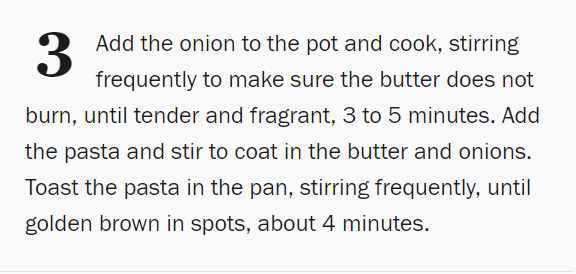 3 Add the onion to the pot and cook, stirring
frequently to make sure the butter does not
burn, until tender and fragrant, 3 to 5 minutes. Add
the pasta and stir to coat in the butter and onions.
Toast the pasta in the pan, stirring frequently, until
golden brown in spots, about 4 minutes.